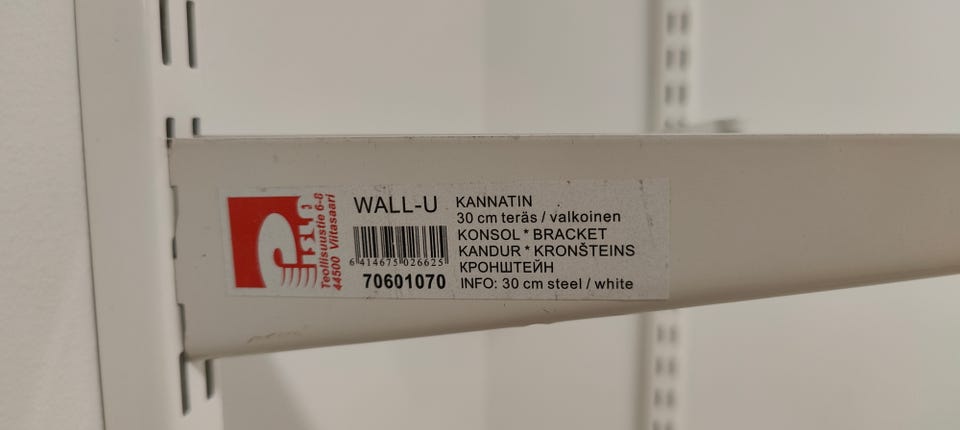 Pisla
Teollisuustie 6-8
44500 Viitasaari
WALL-U
6 414675 026625
70601070
KANNATIN
30 cm teräs / valkoinen
KONSOL * BRACKET
KANDUR * KRONŠTEINS
КРОНШТЕЙН
INFO: 30 cm steel / white